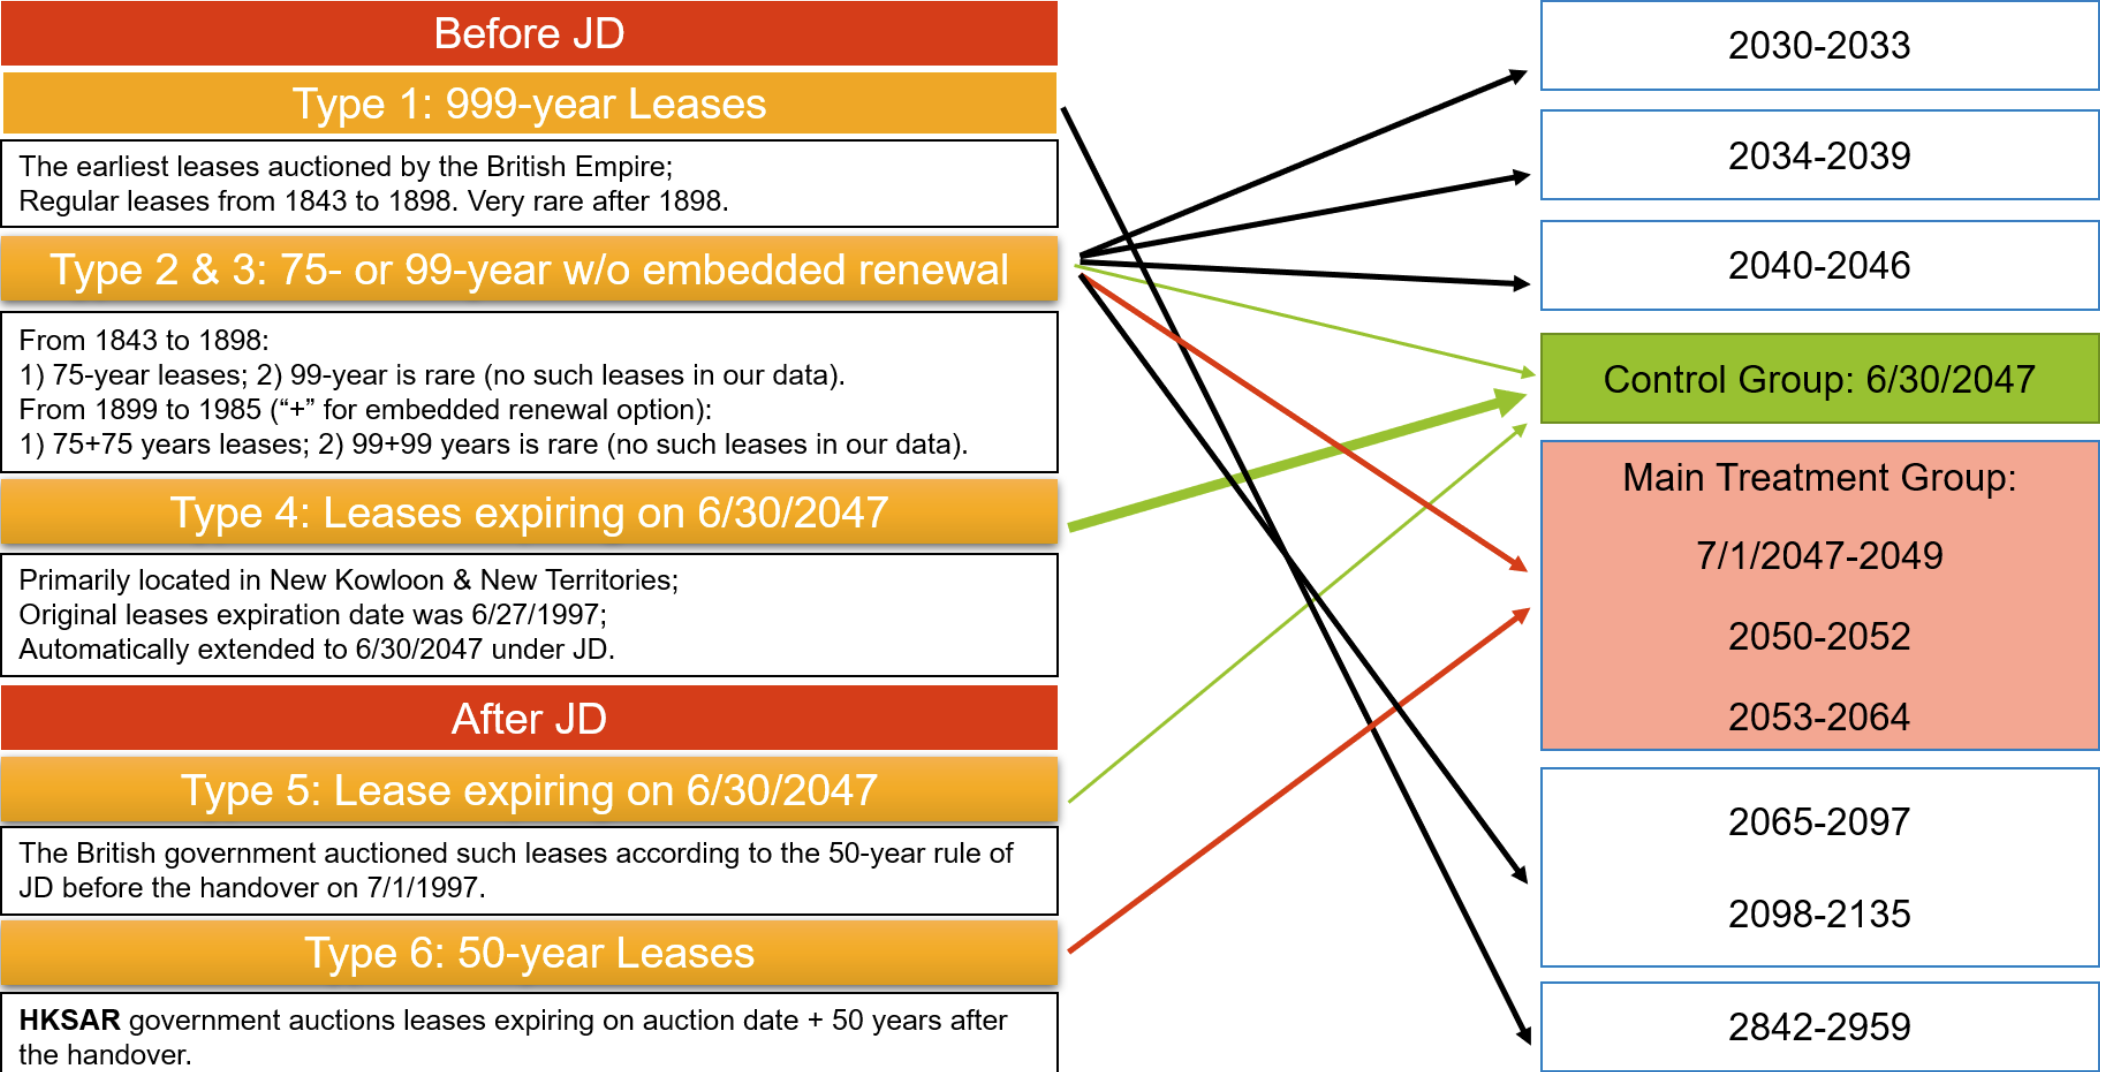 Before JD
Type 1: 999-year Leases
The earliest leases auctioned by the British Empire;
Regular leases from 1843 to 1898. Very rare after 1898.
Type 2 & 3: 75- or 99-year w/o embedded renewal
From 1843 to 1898:
1) 75-year leases; 2) 99-year is rare (no such leases in our data).
From 1899 to 1985 (“+” for embedded renewal option):
1) 75+75 years leases; 2) 99+99 years is rare (no such leases in our data).
Type 4: Leases expiring on 6/30/2047
Primarily located in New Kowloon & New Territories;
Original leases expiration date was 6/27/1997;
Automatically extended to 6/30/2047 under JD.
After JD
Type 5: Lease expiring on 6/30/2047
The British government auctioned such leases according to the 50-year rule of
JD before the handover on 7/1/1997.
Type 6: 50-year Leases
HKSAR government auctions leases expiring on auction date + 50 years after
the handover.
2030-2033
2034-2039
2040-2046
Control Group: 6/30/2047
Main Treatment Group:
7/1/2047-2049
2050-2052
2053-2064
2065-2097
2098-2135
2842-2959